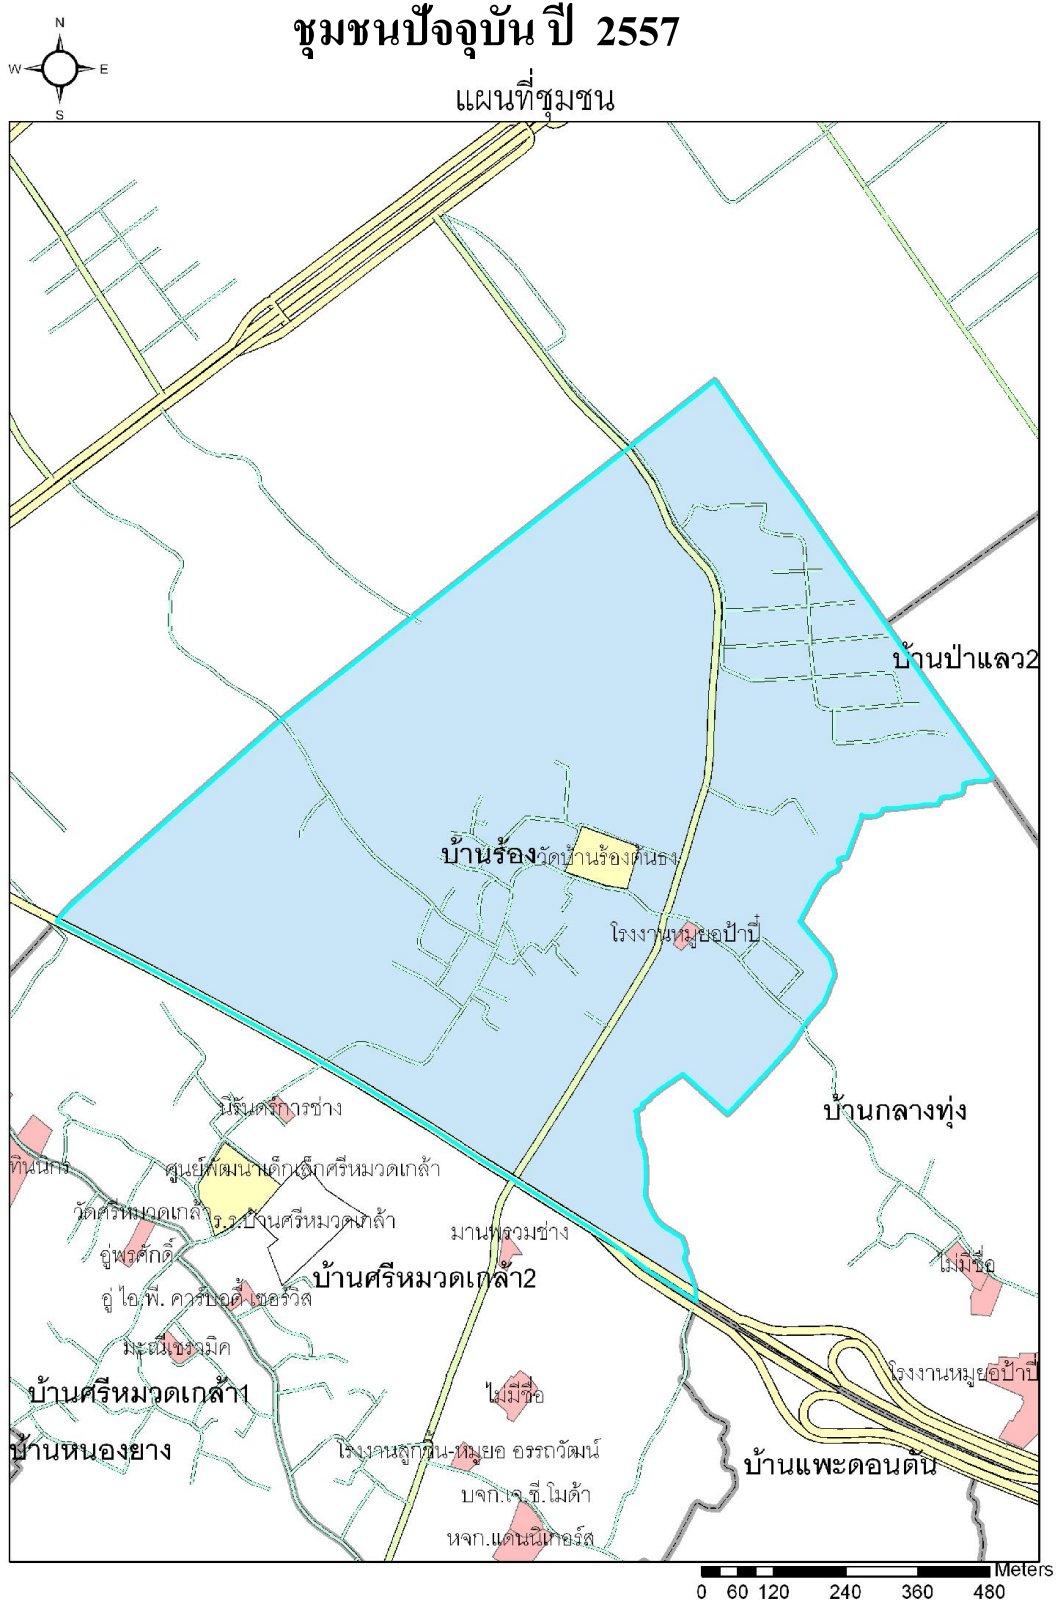 ชุมชนปัจจุบัน ปี 2557
N
W E
S
แผนที่ชุมชน
บ้านป่าแลว2
บ้านร้อง
วัดบ้านร้องต้นธง
โรงงานหมูยอป้าปี่
บ้านกลางทุ่ง
นิรันดร์การช่าง
ทินนิกร
ศูนย์พัฒนาเด็กเล็กศรีหมวดเกล้า
วัดศรีหมวดเกล้า
ร.ร.บ้านศรีหมวดเกล้า
มานพรวมช่าง
อู่พรศักดิ์
ไม่มีชื่อ
บ้านศรีหมวดเกล้า2
อู่ ไอ.พี. คาร์บอดี้ เซอร์วิส
มะณีเซรามิค
โรงงานหมูยอป้าปี่
บ้านศรีหมวดเกล้า1
ไม่มีชื่อ
บ้านหนองยาง
โรงงานลูกชิ้น-หมูยอ อรรถวัฒน์
บ้านแพะดอนตัน
บจก.เจ.ซี.โมด้า
หจก.แดนนิเกอร์ส
Meters
0 60 120 240 360 480